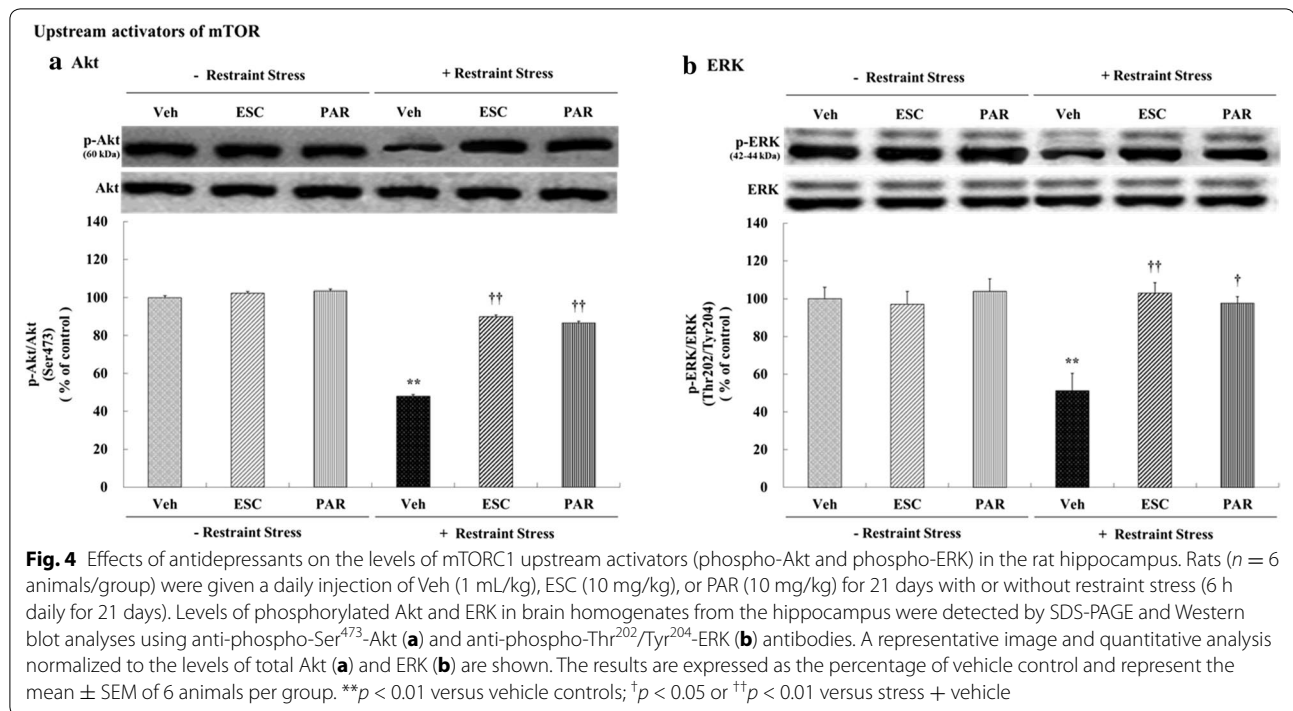 Upstream activators of mTOR
a Akt
- Restraint Stress + Restraint Stress
Veh ESC PAR Veh ESC PAR
p-Akt
(60 kDa)
Akt
140
120
100
80
60
40
20
0
p-Akt/Akt
(Ser473)
( % of control)
**
††
††
Veh ESC PAR Veh ESC PAR
- Restraint Stress + Restraint Stress
b ERK
- Restraint Stress + Restraint Stress
Veh ESC PAR Veh ESC PAR
p-ERK
(42-44 kDa)
ERK
140
120
100
80
60
40
20
0
p-ERK/ERK
(Thr202/Tyr204)
( % of control)
**
††
†
Veh ESC PAR Veh ESC PAR
- Restraint Stress + Restraint Stress
Fig. 4 Effects of antidepressants on the levels of mTORC1 upstream activators (phospho-Akt and phospho-ERK) in the rat hippocampus. Rats (n = 6
animals/group) were given a daily injection of Veh (1 mL/kg), ESC (10 mg/kg), or PAR (10 mg/kg) for 21 days with or without restraint stress (6 h
daily for 21 days). Levels of phosphorylated Akt and ERK in brain homogenates from the hippocampus were detected by SDS-PAGE and Western
blot analyses using anti-phospho-Ser⁴⁷³-Akt (a) and anti-phospho-Thr²⁰²/Tyr²⁰⁴-ERK (b) antibodies. A representative image and quantitative analysis
normalized to the levels of total Akt (a) and ERK (b) are shown. The results are expressed as the percentage of vehicle control and represent the
mean ± SEM of 6 animals per group. **p < 0.01 versus vehicle controls; †p < 0.05 or ††p < 0.01 versus stress + vehicle